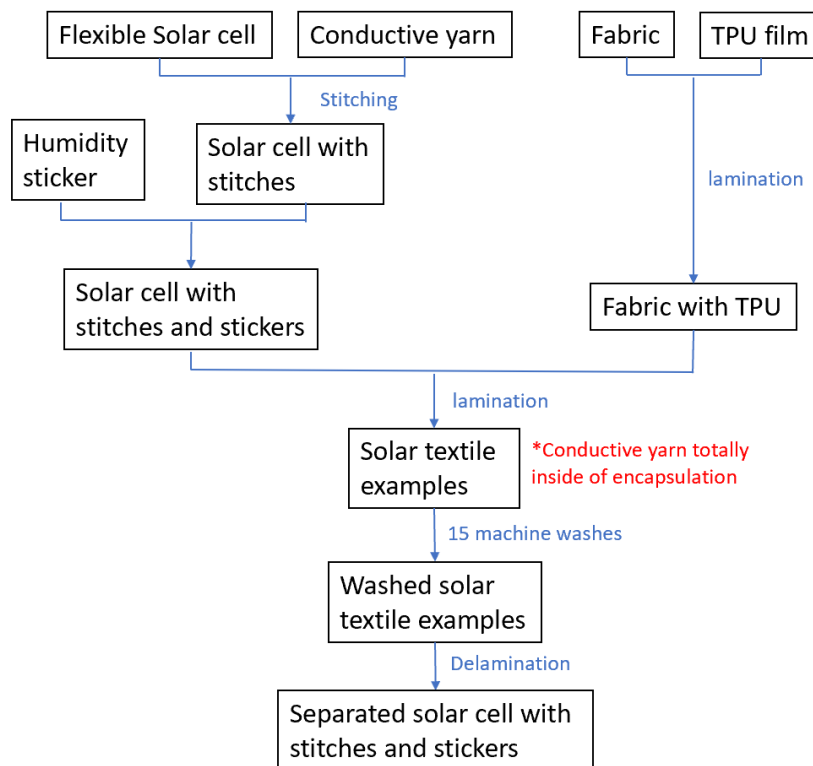 Flexible Solar cell
Conductive yarn
Fabric
TPU film
Stitching
Humidity
sticker
Solar cell with
stitches
lamination
Solar cell with
stitches and stickers
Fabric with TPU
lamination
Solar textile
examples
*Conductive yarn totally
inside of encapsulation
15 machine washes
Washed solar
textile examples
Delamination
Separated solar cell with
stitches and stickers